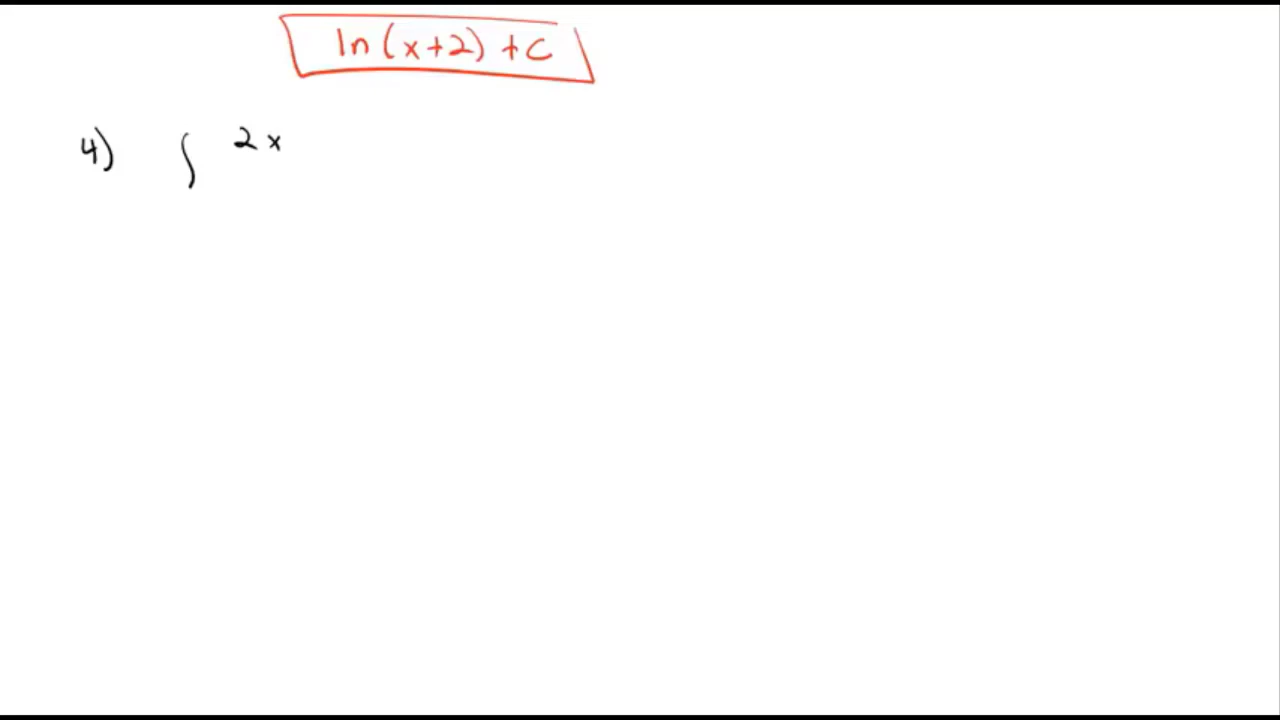 ln (x+2) + C
4) ∫ 2x